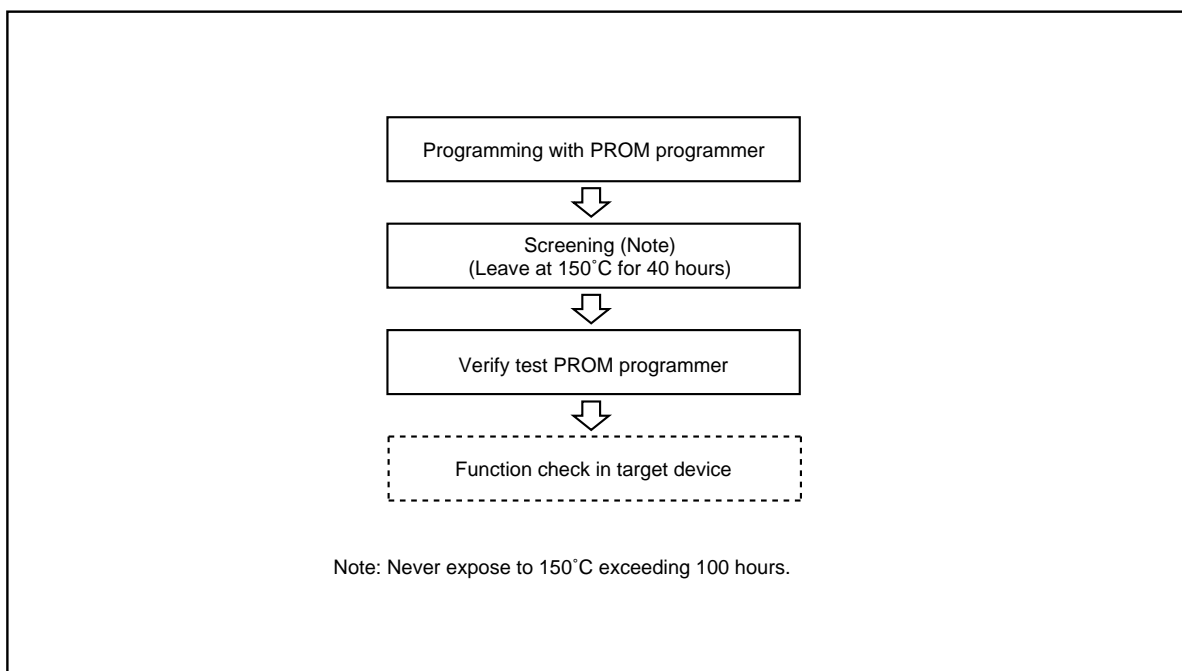 Programming with PROM programmer
Screening (Note)
(Leave at 150˚C for 40 hours)
Verify test PROM programmer
Function check in target device
Note: Never expose to 150˚C exceeding 100 hours.